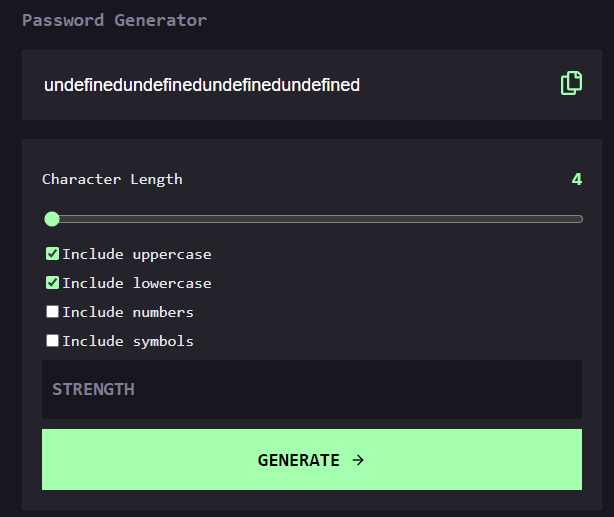 Password Generator
undefinedundefinedundefinedundefined
Character Length 4
Include uppercase
Include lowercase
Include numbers
Include symbols
STRENGTH
GENERATE →